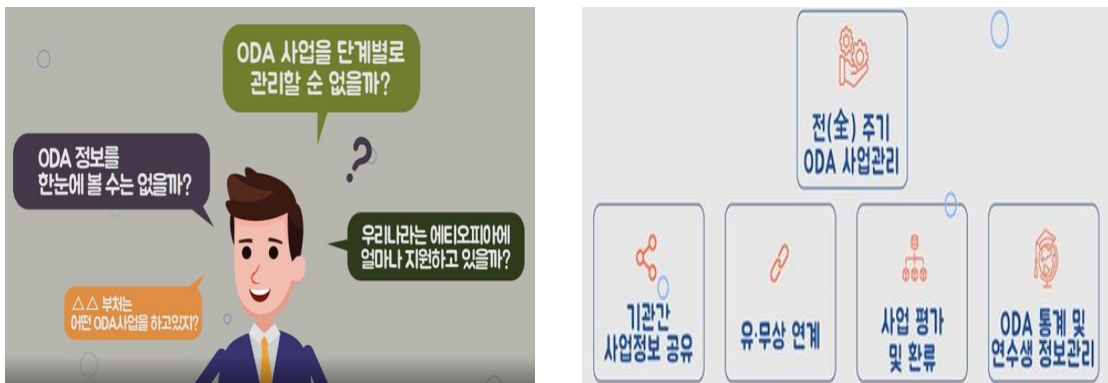 ODA 사업을 단계별로
관리할 순 없을까?
ODA 정보를
한눈에 볼 수는 없을까?
?
우리나라는 에티오피아에
얼마나 지원하고 있을까?
△△ 부처는
어떤 ODA사업을 하고있지?
전(全) 주기
ODA 사업관리
기관간
사업정보 공유
유·무상 연계
사업 평가
및 환류
ODA 통계 및
연수생 정보관리